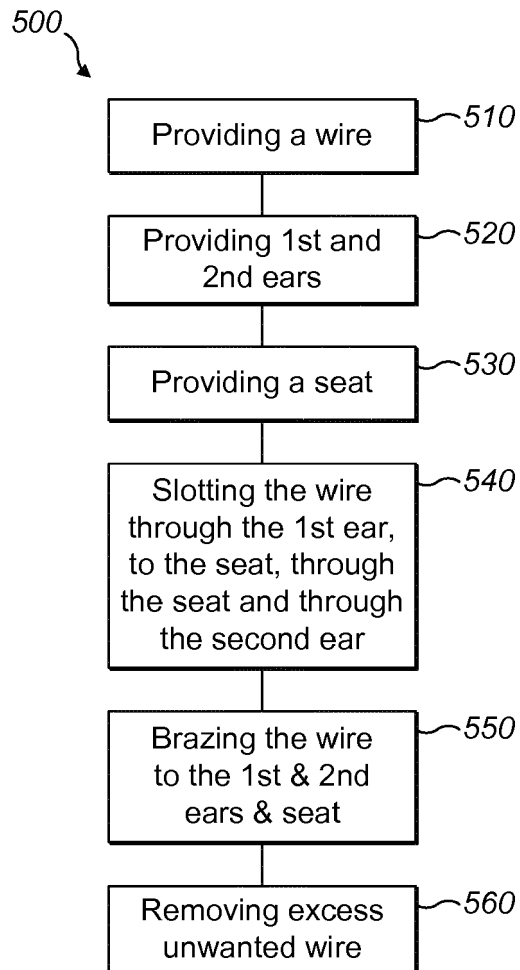 500
Providing a wire
510
Providing 1st and
2nd ears
520
Providing a seat
530
Slotting the wire
through the 1st ear,
to the seat, through
the seat and through
the second ear
540
Brazing the wire
to the 1st & 2nd
ears & seat
550
Removing excess
unwanted wire
560